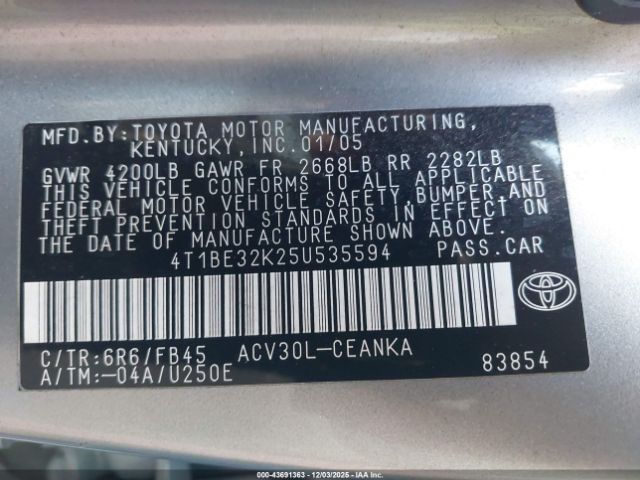 MFD. BY: TOYOTA MOTOR MANUFACTURING,
KENTUCKY, INC. 01/05
GVWR 4200LB GAWR FR 2668LB RR 2282LB
THIS VEHICLE CONFORMS TO ALL APPLICABLE
FEDERAL MOTOR VEHICLE SAFETY, BUMPER AND
THEFT PREVENTION STANDARDS IN EFFECT ON
THE DATE OF MANUFACTURE SHOWN ABOVE.
4T1BE32K25U535594 PASS.CAR
C/TR:6R6/FB45 ACV30L-CEANKA
A/TM:-04A/U250E 83854
000-43691363 - 12/03/2025 - IAAI.COM